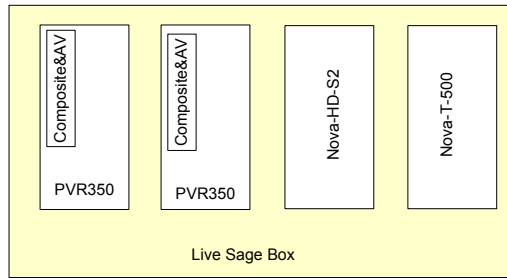 Composite&AV
PVR350
Composite&AV
PVR350
Nova-HD-S2
Nova-T-500
Live Sage Box